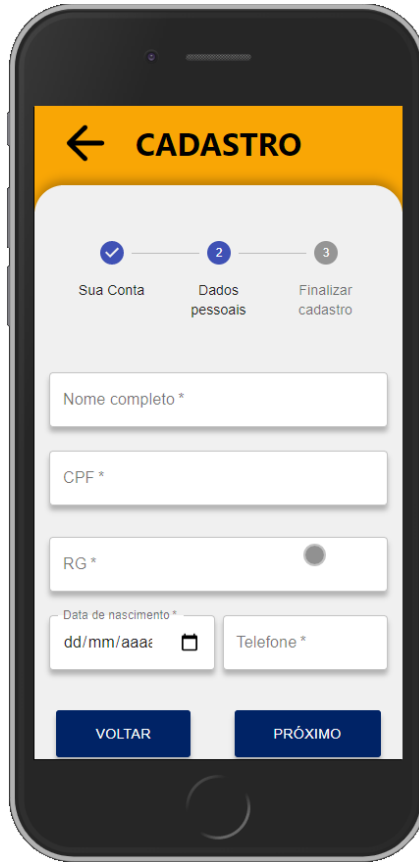 CADASTRO
2
3
Sua Conta
Dados
pessoais
Finalizar
cadastro
Nome completo *
CPF *
RG *
Data de nascimento *
dd/mm/aaaa
Telefone *
VOLTAR
PRÓXIMO